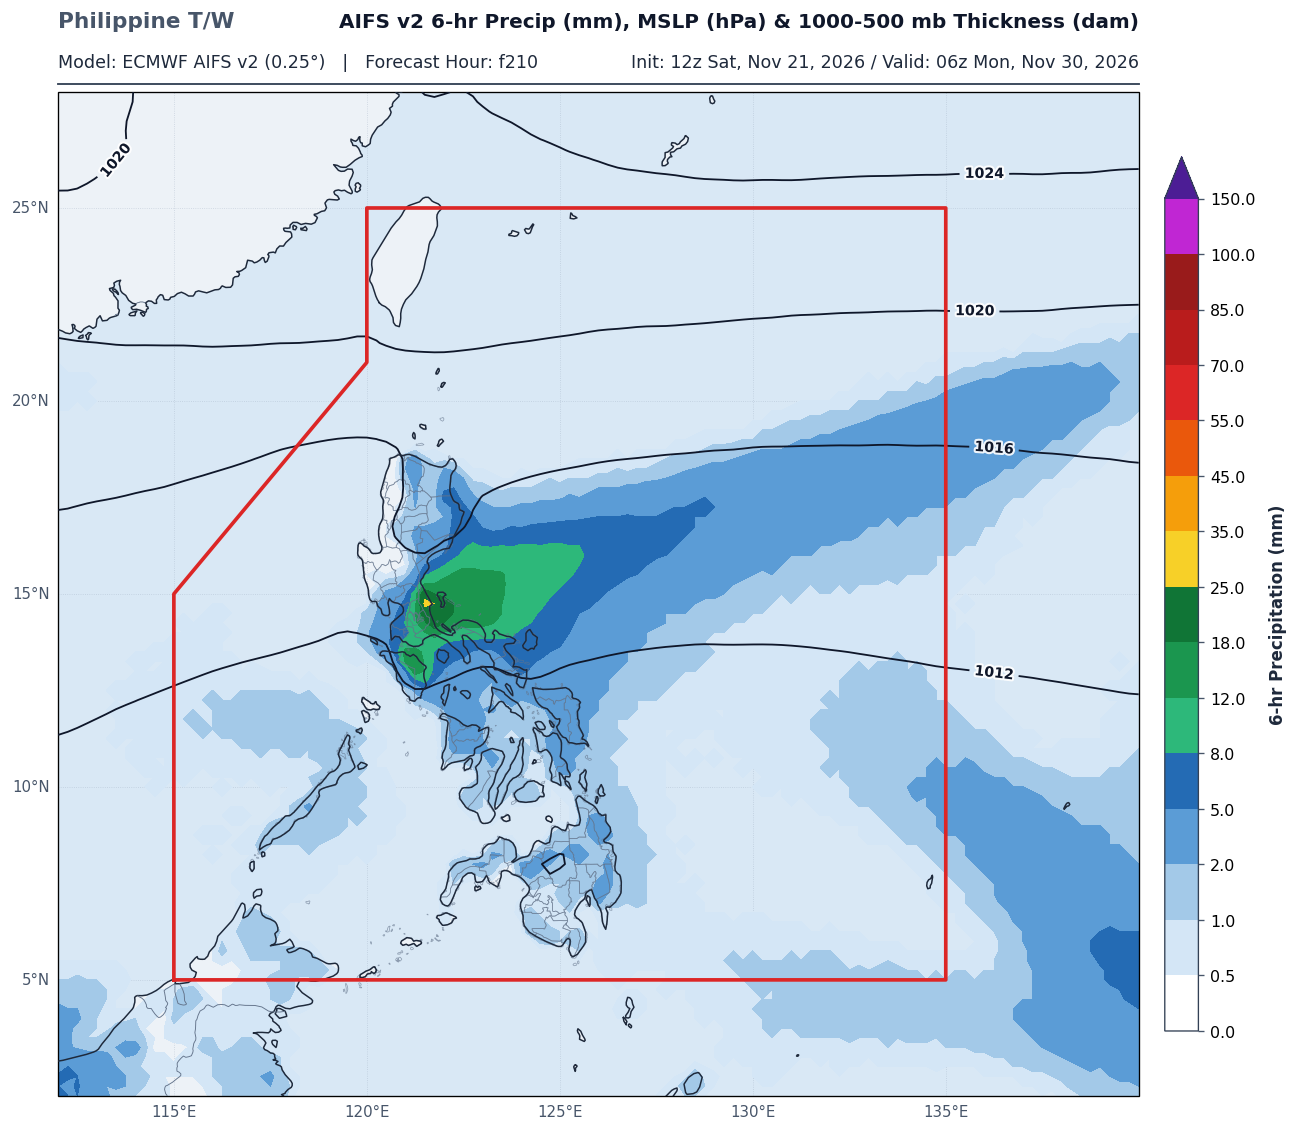 Philippine T/W
AIFS v2 6-hr Precip (mm), MSLP (hPa) & 1000-500 mb Thickness (dam)
Model: ECMWF AIFS v2 (0.25°)   |   Forecast Hour: f210
Init: 12z Sat, Nov 21, 2026 / Valid: 06z Mon, Nov 30, 2026
1020
1024
1020
1016
1012
25°N
20°N
15°N
10°N
5°N
115°E
120°E
125°E
130°E
135°E
150.0
100.0
85.0
70.0
55.0
45.0
35.0
25.0
18.0
12.0
8.0
5.0
2.0
1.0
0.5
0.0
6-hr Precipitation (mm)